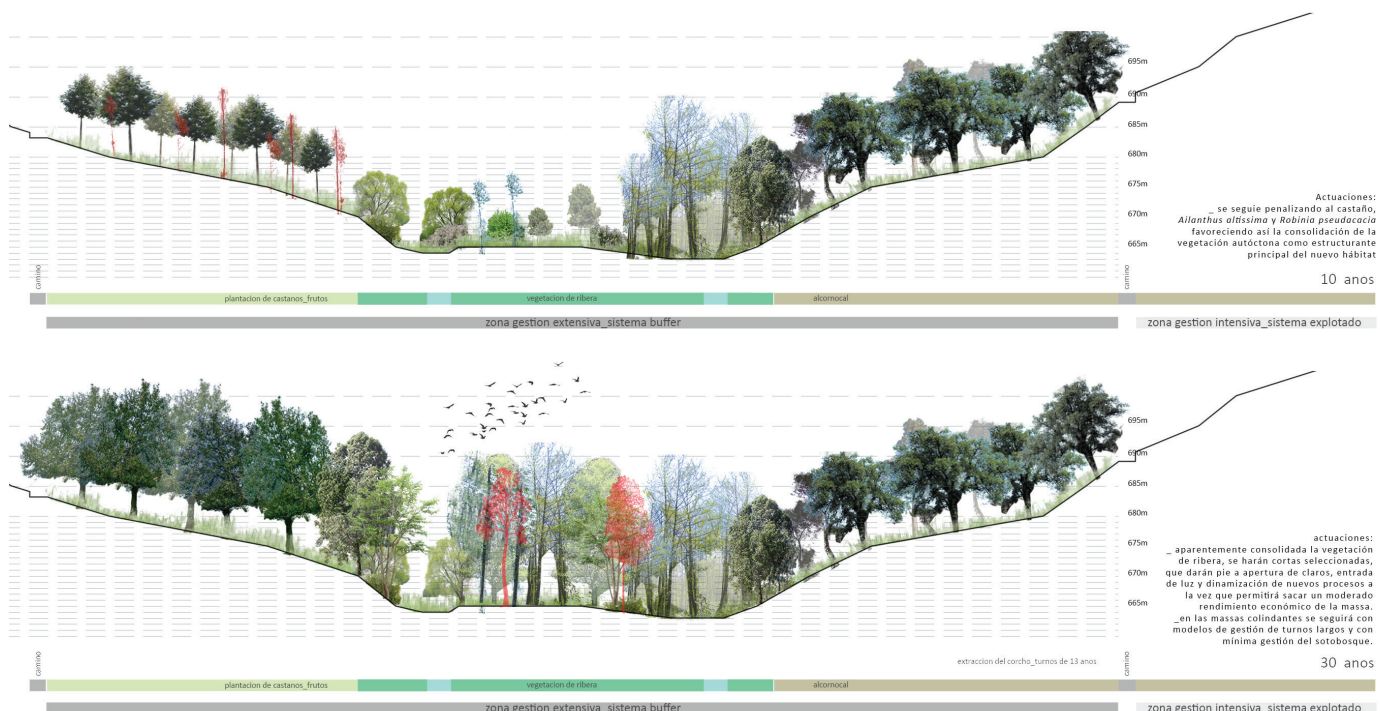 695m
690m
685m
680m
675m
670m
665m
Actuaciones:
_ se seguie penalizando al castaño,
Ailanthus altissima y Robinia pseudacacia
favoreciendo así la consolidación de la
vegetación autóctona como estructurante
principal del nuevo hábitat
10 anos
camino
camino
plantacion de castanos_frutos
vegetacion de ribera
alcornocal
zona gestion extensiva_sistema buffer
zona gestion intensiva_sistema explotado
695m
690m
685m
680m
675m
670m
665m
actuaciones:
_ aparentemente consolidada la vegetación
de ribera, se harán cortas seleccionadas,
que darán pie a apertura de claros, entrada
de luz y dinamización de nuevos procesos a
la vez que permitirá sacar un moderado
rendimiento económico de la massa.
_en las massas colindantes se seguirá con
modelos de gestión de turnos largos y con
mínima gestión del sotobosque.
30 anos
extraccion del corcho_turnos de 13 anos
camino
camino
plantacion de castanos_frutos
vegetacion de ribera
alcornocal
zona gestion extensiva_sistema buffer
zona gestion intensiva_sistema explotado